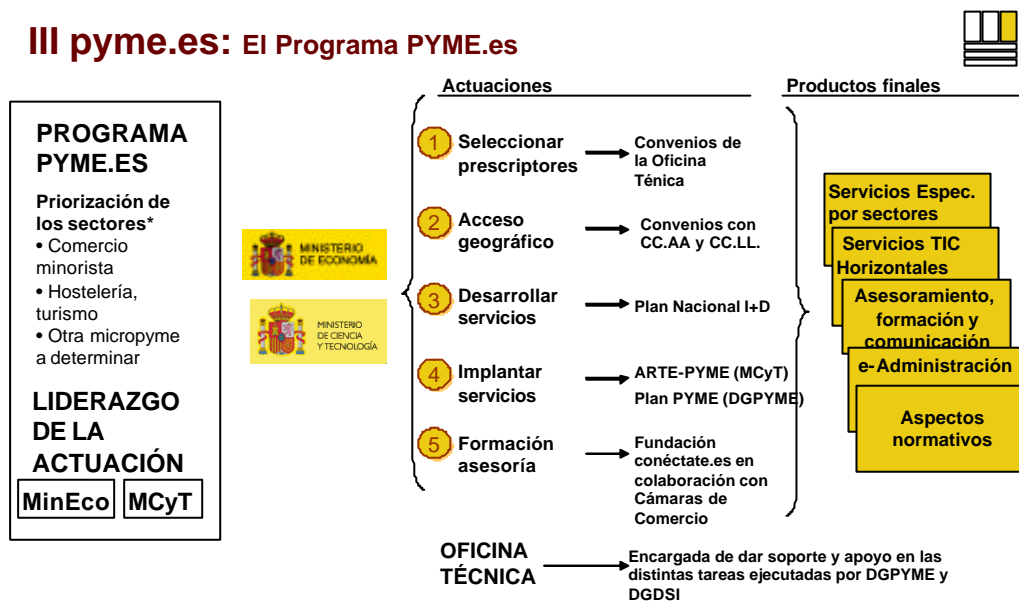 III pyme.es: El Programa PYME.es
Actuaciones
Productos finales
PROGRAMA
PYME.ES
Priorización de
los sectores*
• Comercio
minorista
• Hostelería,
turismo
• Otra micropyme
a determinar
LIDERAZGO
DE LA
ACTUACIÓN
MinEco
MCyT
MINISTERIO
DE ECONOMÍA
MINISTERIO
DE CIENCIA
Y TECNOLOGÍA
1
Seleccionar
prescriptores
Convenios de
la Oficina
Ténica
2
Acceso
geográfico
Convenios con
CC.AA y CC.LL.
3
Desarrollar
servicios
Plan Nacional I+D
4
Implantar
servicios
ARTE-PYME (MCyT)
Plan PYME (DGPYME)
5
Formación
asesoría
Fundación
conéctate.es en
colaboración con
Cámaras de
Comercio
Servicios Espec.
por sectores
Servicios TIC
Horizontales
Asesoramiento,
formación y
comunicación
e-Administración
Aspectos
normativos
OFICINA
TÉCNICA
Encargada de dar soporte y apoyo en las
distintas tareas ejecutadas por DGPYME y
DGDSI